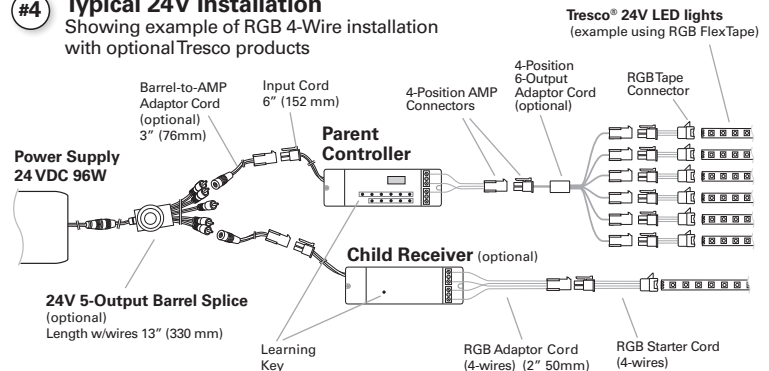 #4
Typical 24V Installation
Showing example of RGB 4-Wire installation
with optional Tresco products
Tresco® 24V LED lights
(example using RGB FlexTape)
Barrel-to-AMP
Adaptor Cord
(optional)
3” (76mm)
Input Cord
6” (152 mm)
4-Position AMP
Connectors
4-Position
6-Output
Adaptor Cord
(optional)
RGB Tape
Connector
Parent
Controller
Power Supply
24 VDC 96W
Child Receiver (optional)
24V 5-Output Barrel Splice
(optional)
Length w/wires 13” (330 mm)
Learning
Key
RGB Adaptor Cord
(4-wires) (2” 50mm)
RGB Starter Cord
(4-wires)